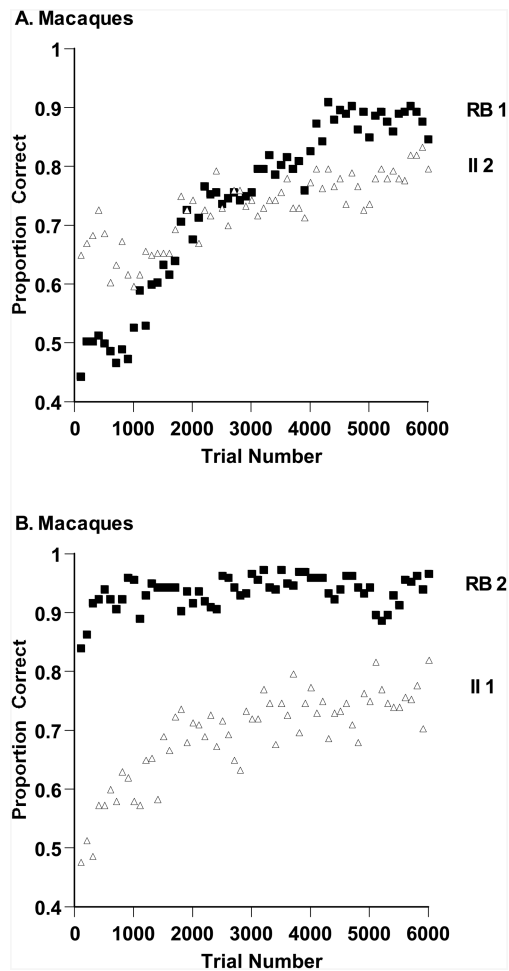 A. Macaques
1
0.9
0.8
0.7
0.6
0.5
0.4
Proportion Correct
RB 1
II 2
0 1000 2000 3000 4000 5000 6000
Trial Number
B. Macaques
1
0.9
0.8
0.7
0.6
0.5
0.4
Proportion Correct
RB 2
II 1
0 1000 2000 3000 4000 5000 6000
Trial Number